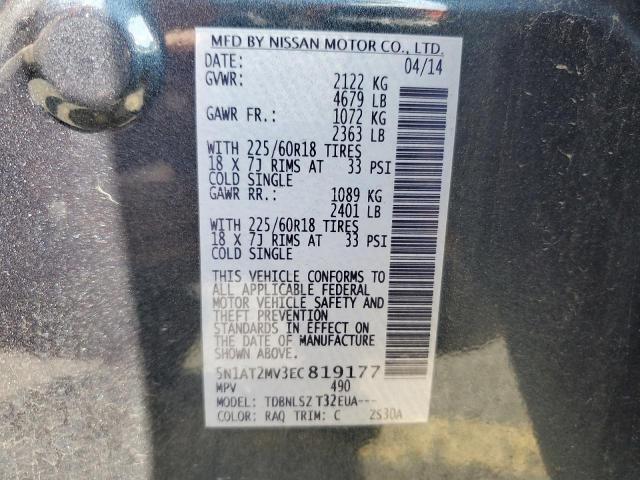 MFD BY NISSAN MOTOR CO., LTD.
DATE: 04/14
GVWR: 2122 KG
4679 LB
GAWR FR.: 1072 KG
2363 LB
WITH 225/60R18 TIRES
18 X 7J RIMS AT 33 PSI
COLD SINGLE
GAWR RR.: 1089 KG
2401 LB
WITH 225/60R18 TIRES
18 X 7J RIMS AT 33 PSI
COLD SINGLE
THIS VEHICLE CONFORMS TO
ALL APPLICABLE FEDERAL
MOTOR VEHICLE SAFETY AND
THEFT PREVENTION
STANDARDS IN EFFECT ON
THE DATE OF MANUFACTURE
SHOWN ABOVE.
5N1AT2MV3EC819177
MPV 490
MODEL: TDBNLSZ T32EUA---
COLOR: RAQ TRIM: C 2S30A